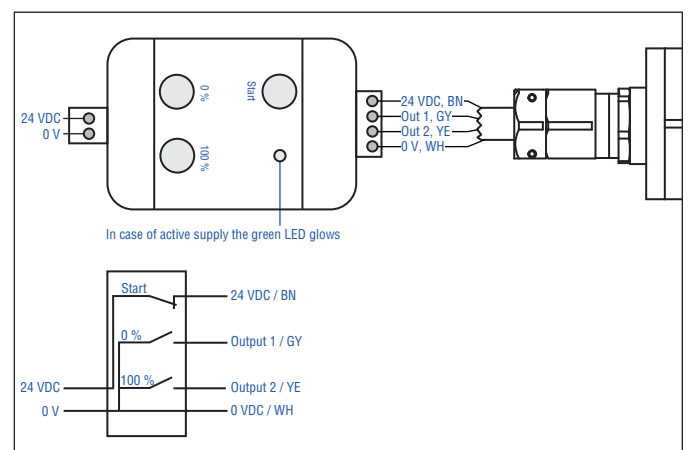 24 VDC
0 V
0 %
100 %
Start
24 VDC, BN
Out 1, GY
Out 2, YE
0 V, WH
In case of active supply the green LED glows
Start
24 VDC / BN
0 %
Output 1 / GY
100 %
24 VDC
Output 2 / YE
0 V
0 VDC / WH